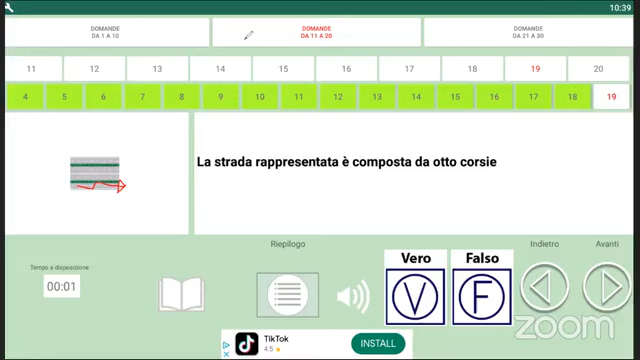 10:39
DOMANDE
DA 1 A 10
DOMANDE
DA 11 A 20
DOMANDE
DA 21 A 30
11 12 13 14 15 16 17 18 19 20
4 5 6 7 8 9 10 11 12 13 14 15 16 17 18 19
La strada rappresentata è composta da otto corsie
Riepilogo
Indietro
Avanti
Tempo a disposizione
00:01
Vero
Falso
V
F
zoom
TikTok
4.5
INSTALL